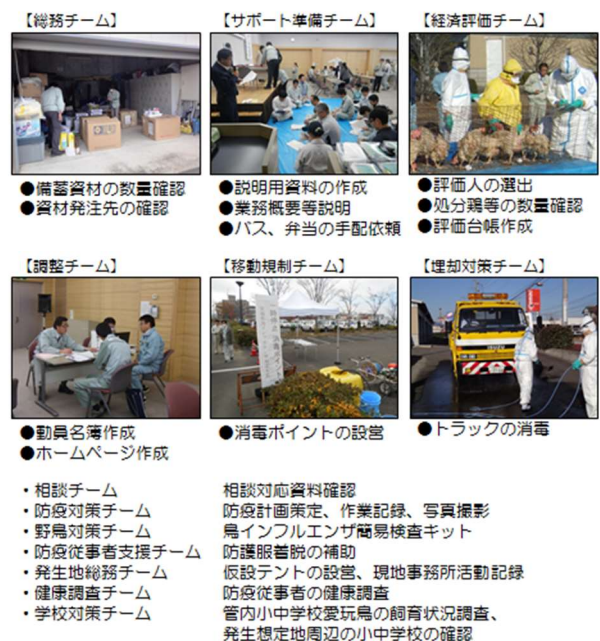 【総務チーム】
●備蓄資材の数量確認
●資材発注先の確認
【サポート準備チーム】
●説明用資料の作成
●業務概要等説明
●バス、弁当の手配依頼
【経済評価チーム】
●評価人の選出
●処分鶏等の数量確認
●評価台帳作成
【調整チーム】
●動員名簿作成
●ホームページ作成
【移動規制チーム】
●消毒ポイントの設営
【埋却対策チーム】
●トラックの消毒
・相談チーム 相談対応資料確認
・防疫対策チーム 防疫計画策定、作業記録、写真撮影
・野鳥対策チーム 鳥インフルエンザ簡易検査キット
・防疫従事者支援チーム 防護服着脱の補助
・発生地総務チーム 仮設テントの設営、現地事務所活動記録
・健康調査チーム 防疫従事者の健康調査
・学校対策チーム 管内小中学校愛玩鳥の飼育状況調査、
発生想定地周辺の小中学校の確認